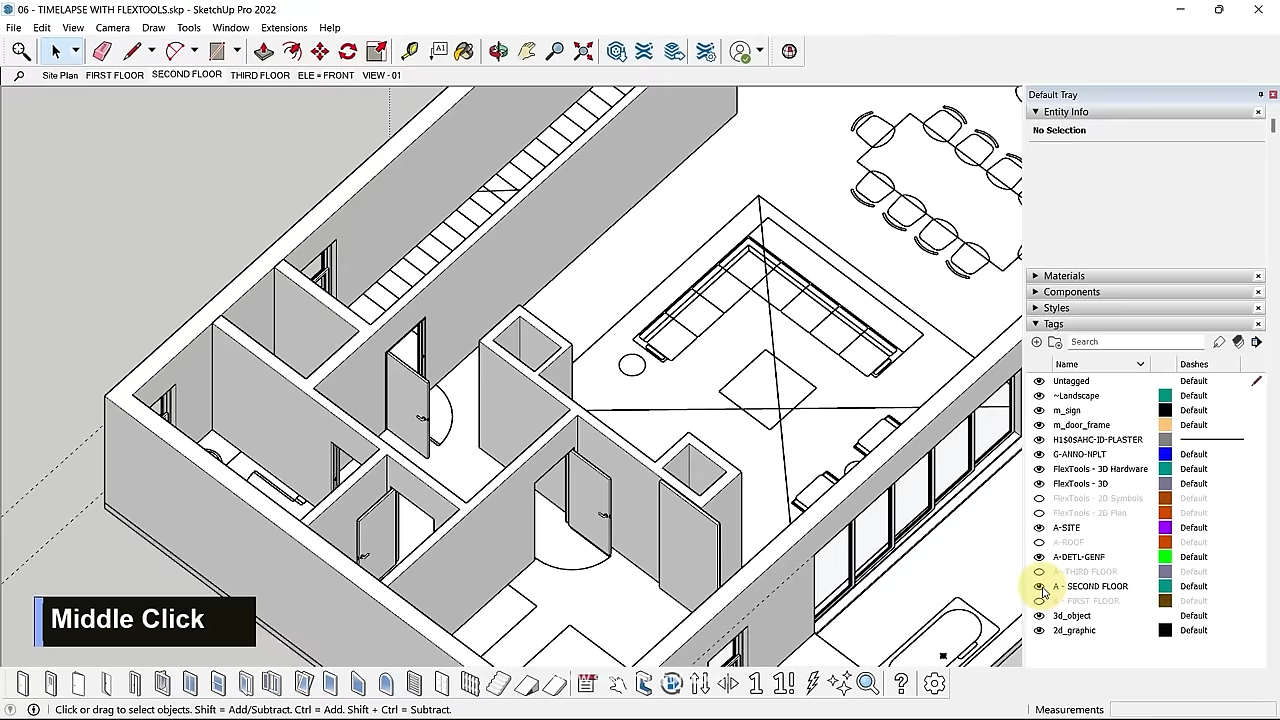 06 - TIMELAPSE WITH FLEXTOOLS.skp - SketchUp Pro 2022
File Edit View Camera Draw Tools Window Extensions Help
Site Plan FIRST FLOOR SECOND FLOOR THIRD FLOOR ELE = FRONT VIEW - 01
Default Tray
Entity Info
No Selection
Materials
Components
Styles
Tags
Search
Name Dashes
Untagged Default
~Landscape Default
m_sign Default
m_door_frame Default
H1$0$AHC-ID-PLASTER
G-ANNO-NPLT Default
FlexTools - 3D Hardware Default
FlexTools - 3D Default
FlexTools - 2D Symbols Default
FlexTools - 2D Plan Default
A-SITE Default
A-ROOF Default
A-DETL-GENF Default
THIRD FLOOR Default
A - SECOND FLOOR Default
FIRST FLOOR Default
3d_object Default
2d_graphic Default
Middle Click
Click or drag to select objects. Shift = Add/Subtract. Ctrl = Add. Shift + Ctrl = Subtract.
Measurements